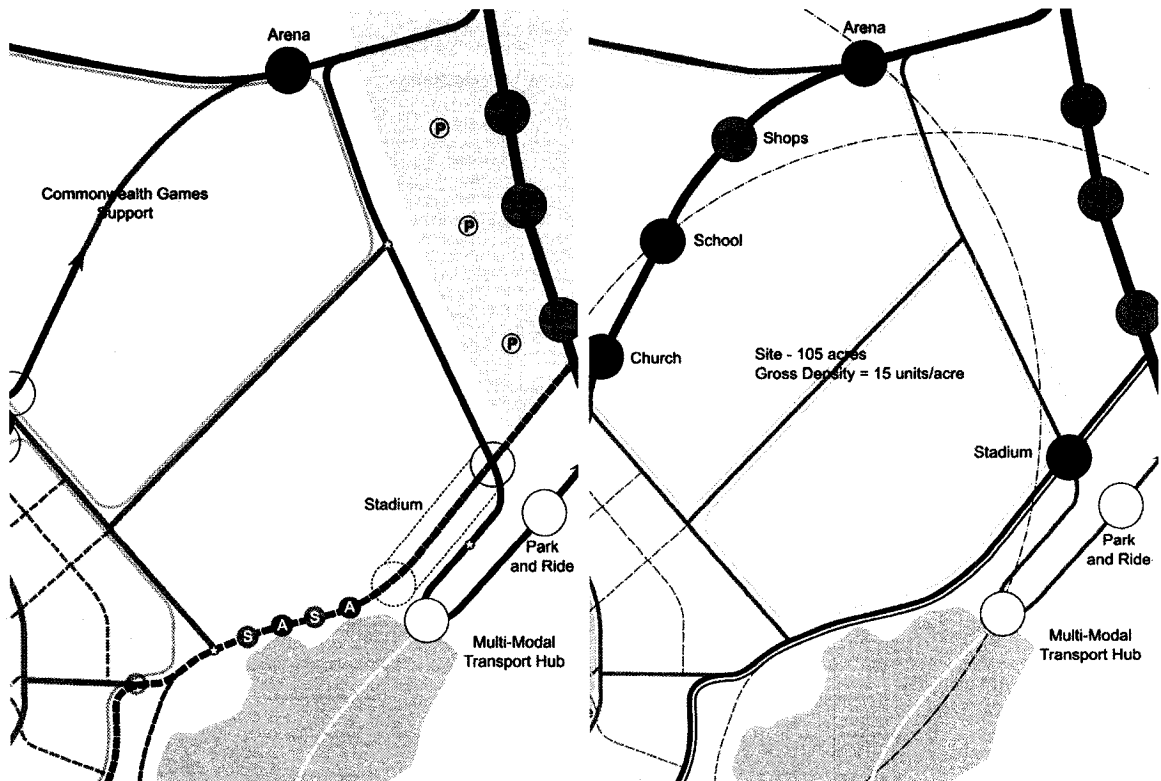 Arena
P
Commonwealth Games
Support
P
P
Stadium
Park
and Ride
S
A
S
A
Multi-Modal
Transport Hub
Arena
Shops
School
Church
Site - 105 acres
Gross Density = 15 units/acre
Stadium
Park
and Ride
Multi-Modal
Transport Hub